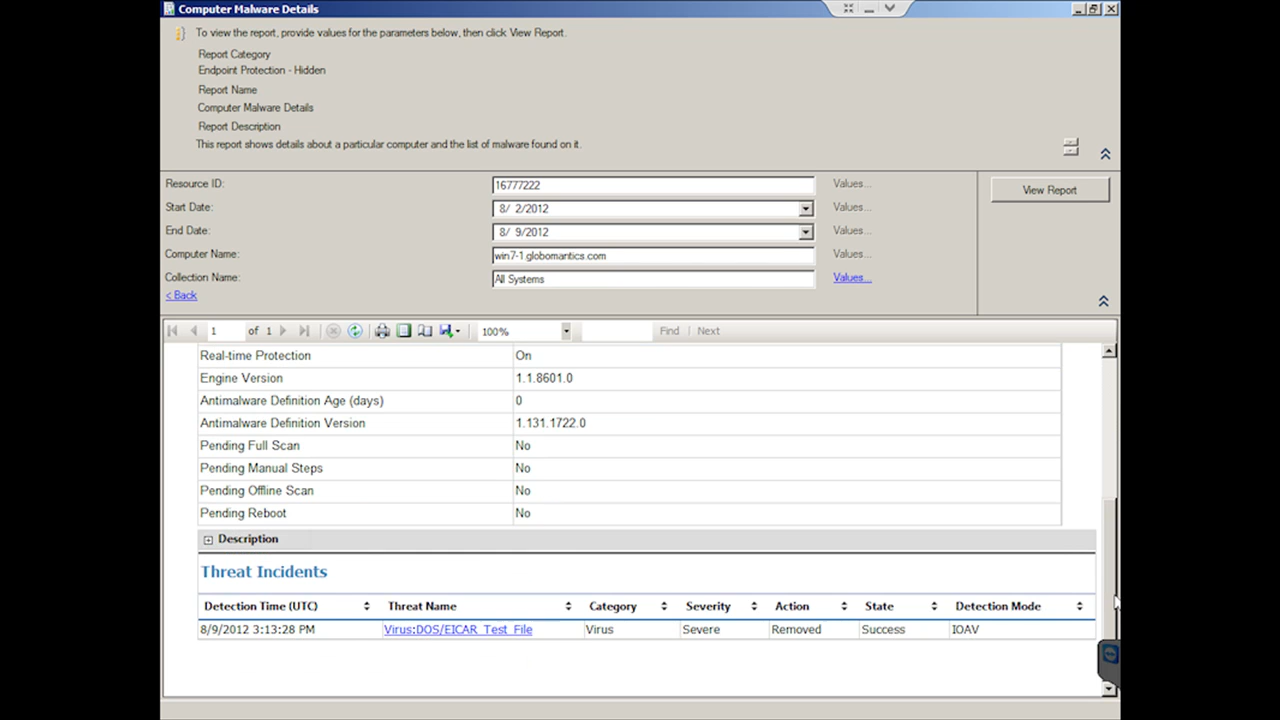 Computer Malware Details
To view the report, provide values for the parameters below, then click View Report.
Report Category
Endpoint Protection - Hidden
Report Name
Computer Malware Details
Report Description
This report shows details about a particular computer and the list of malware found on it.
Resource ID: 16777222 Values... View Report
Start Date: 8/ 2/2012 Values...
End Date: 8/ 9/2012 Values...
Computer Name: win7-1.globomantics.com Values...
Collection Name: All Systems Values...
< Back
1 of 1 100% Find | Next
Real-time Protection On
Engine Version 1.1.8601.0
Antimalware Definition Age (days) 0
Antimalware Definition Version 1.131.1722.0
Pending Full Scan No
Pending Manual Steps No
Pending Offline Scan No
Pending Reboot No
Description
Threat Incidents
Detection Time (UTC) Threat Name Category Severity Action State Detection Mode
8/9/2012 3:13:28 PM Virus:DOS/EICAR_Test_File Virus Severe Removed Success IOAV